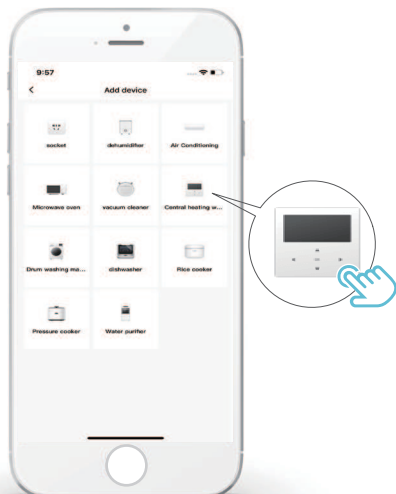 9:57
Add device
socket
dehumidifier
Air Conditioning
Microwave oven
vacuum cleaner
Central heating w...
Drum washing ma...
dishwasher
Rice cooker
Pressure cooker
Water purifier